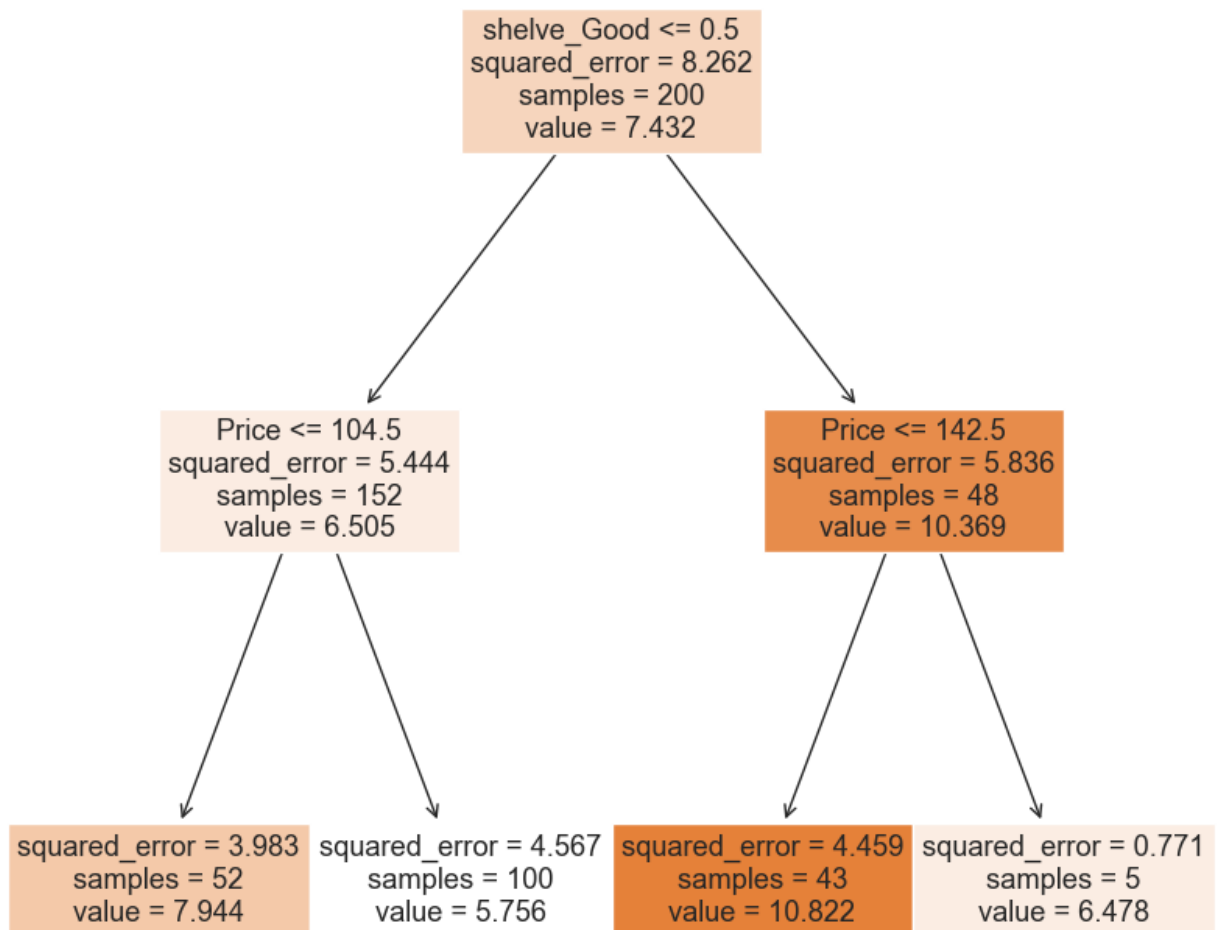 shelve_Good <= 0.5
squared_error = 8.262
samples = 200
value = 7.432
Price <= 104.5
squared_error = 5.444
samples = 152
value = 6.505
Price <= 142.5
squared_error = 5.836
samples = 48
value = 10.369
squared_error = 3.983
samples = 52
value = 7.944
squared_error = 4.567
samples = 100
value = 5.756
squared_error = 4.459
samples = 43
value = 10.822
squared_error = 0.771
samples = 5
value = 6.478